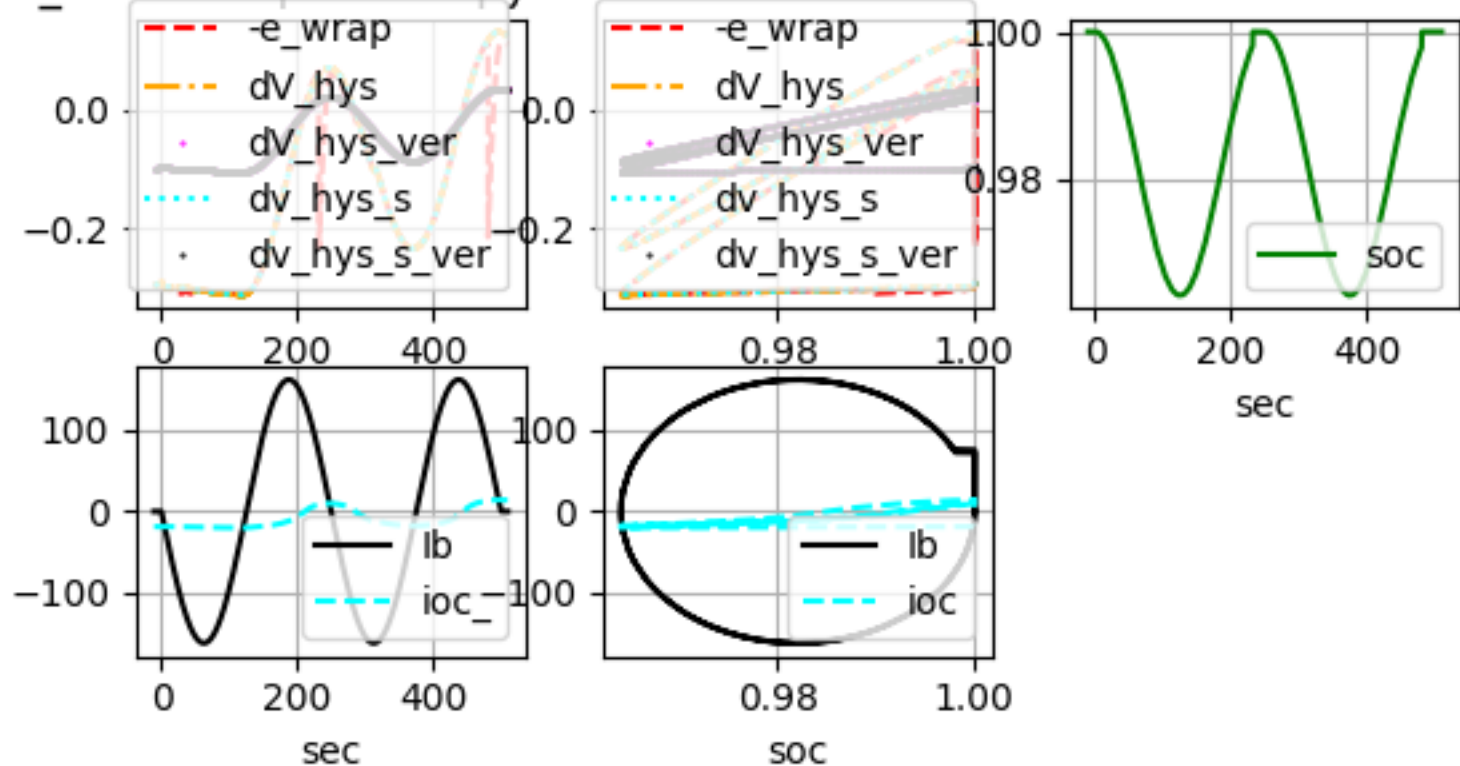 -e_wrap
dV_hys
dV_hys_ver
dv_hys_s
dv_hys_s_ver
0.0
−0.2
0 200 400
-e_wrap
dV_hys
dV_hys_ver
dv_hys_s
dv_hys_s_ver
0.0
−0.2
0.98 1.00
1.00
0.98
soc
0 200 400
sec
100
0
−100
Ib
ioc_
0 200 400
sec
100
0
−100
Ib
ioc
0.98 1.00
soc